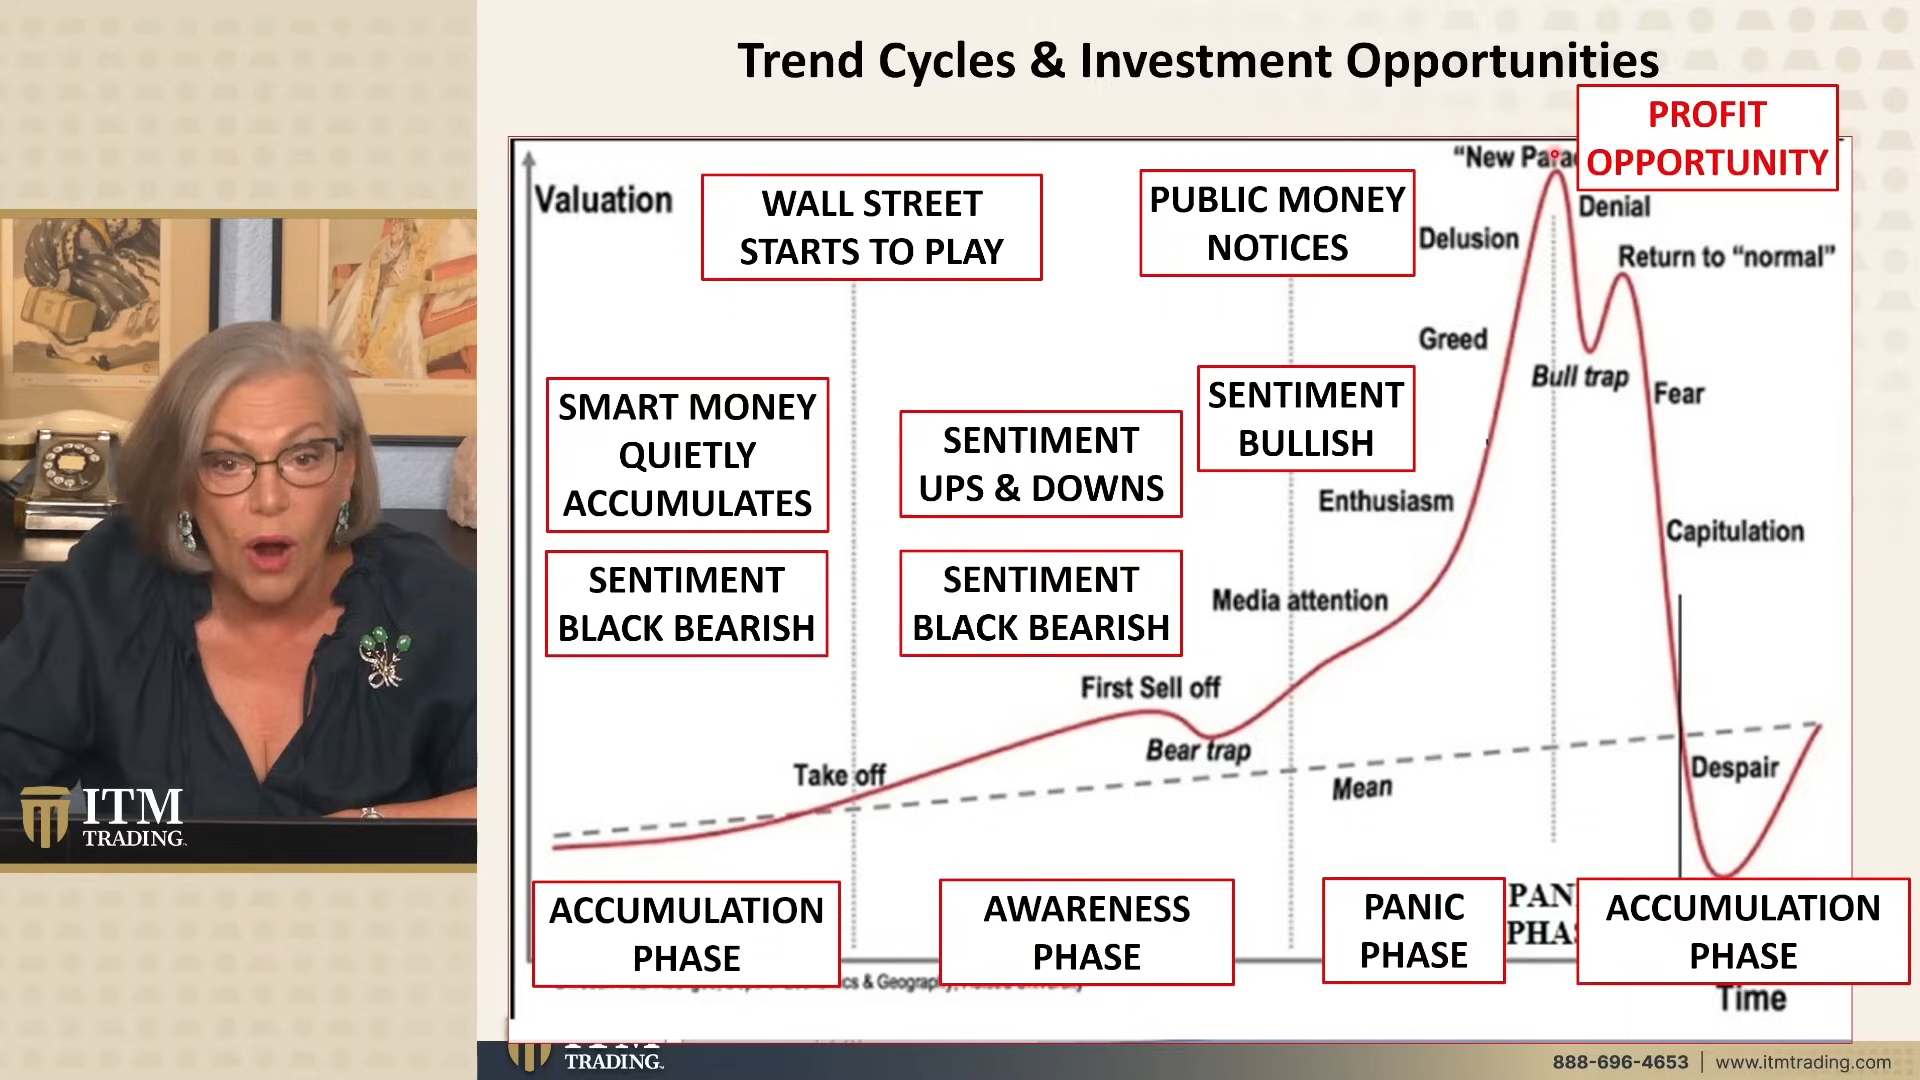 Trend Cycles & Investment Opportunities
PROFIT
OPPORTUNITY
"New
Valuation
WALL STREET
STARTS TO PLAY
PUBLIC MONEY
NOTICES
Denial
Delusion
Return to "normal"
Greed
Bull trap
Fear
SMART MONEY
QUIETLY
ACCUMULATES
SENTIMENT
UPS & DOWNS
SENTIMENT
BULLISH
Enthusiasm
Capitulation
SENTIMENT
BLACK BEARISH
SENTIMENT
BLACK BEARISH
Media attention
First Sell off
Bear trap
Take off
Mean
Despair
ITM
TRADING
ACCUMULATION
PHASE
AWARENESS
PHASE
PANIC
PHASE
ACCUMULATION
PHASE
& Geography,
Time
TRADING
888-696-4653 | www.itmtrading.com